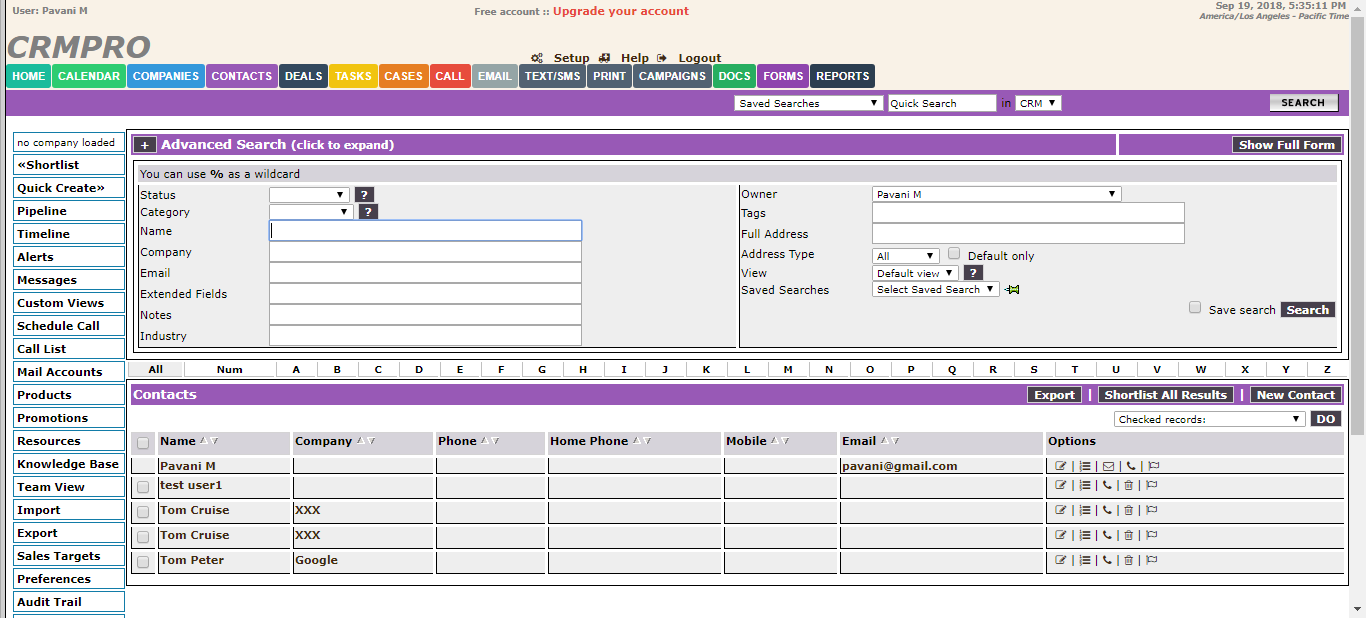 User: Pavani M
Free account :: Upgrade your account
Sep 19, 2018, 5:35:11 PM
America/Los Angeles - Pacific Time
CRMPRO
Setup Help Logout
HOME CALENDAR COMPANIES CONTACTS DEALS TASKS CASES CALL EMAIL TEXT/SMS PRINT CAMPAIGNS DOCS FORMS REPORTS
Saved Searches Quick Search in CRM SEARCH
no company loaded
«Shortlist
Quick Create»
Pipeline
Timeline
Alerts
Messages
Custom Views
Schedule Call
Call List
Mail Accounts
Products
Promotions
Resources
Knowledge Base
Team View
Import
Export
Sales Targets
Preferences
Audit Trail
+ Advanced Search (click to expand) Show Full Form
You can use % as a wildcard
Status ?
Category ?
Name
Company
Email
Extended Fields
Notes
Industry
Owner Pavani M
Tags
Full Address
Address Type All Default only
View Default view ?
Saved Searches Select Saved Search
Save search Search
All Num A B C D E F G H I J K L M N O P Q R S T U V W X Y Z
Contacts Export | Shortlist All Results | New Contact
Checked records: DO
Name Company Phone Home Phone Mobile Email Options
Pavani M pavani@gmail.com | | | |
test user1 | | | |
Tom Cruise XXX | | | |
Tom Cruise XXX | | | |
Tom Peter Google | | | |